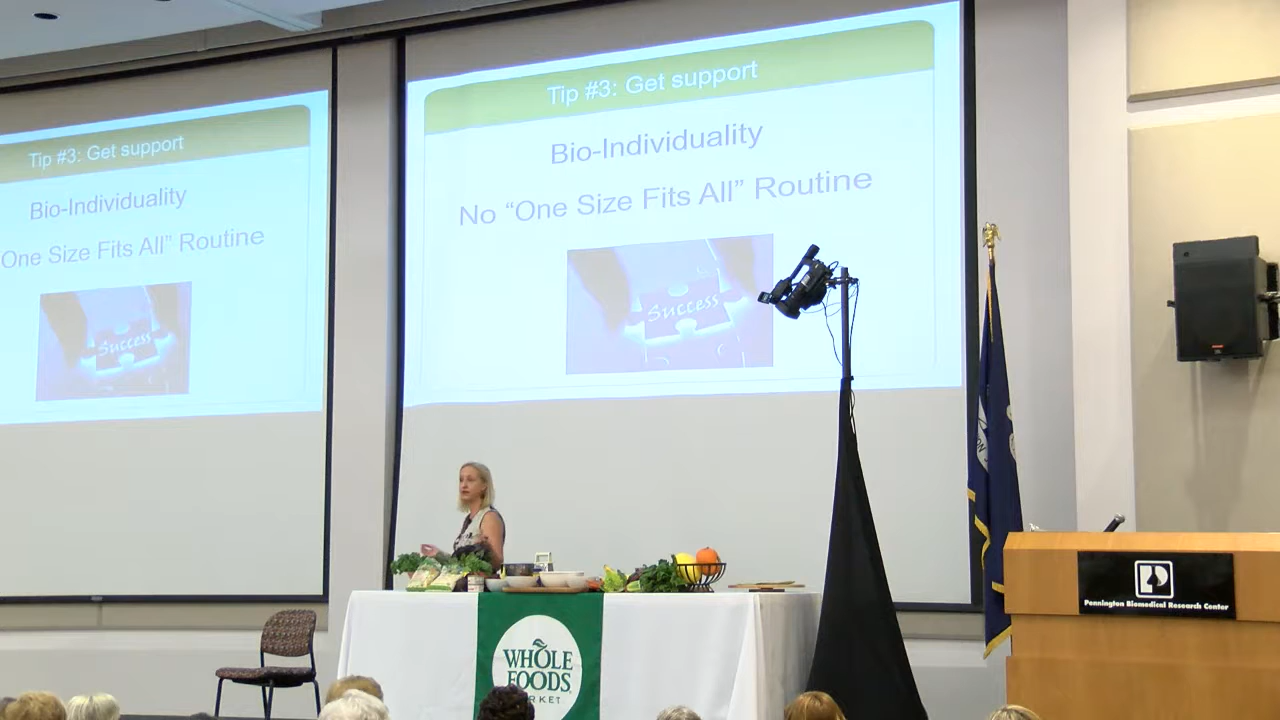 Tip #3: Get support
Bio-Individuality
"One Size Fits All" Routine
Success
Tip #3: Get support
Bio-Individuality
No "One Size Fits All" Routine
Success
WHOLE
FOODS
RKET
Pennington Biomedical Research Center